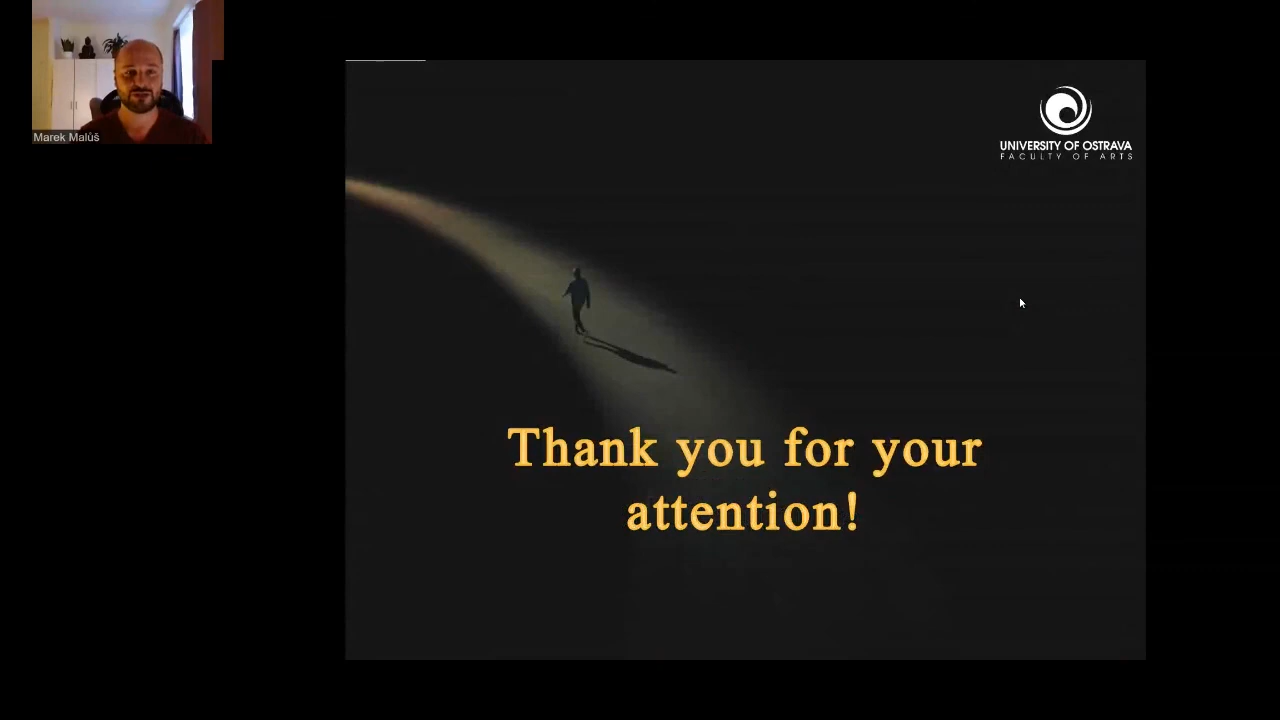 Marek Malůš
UNIVERSITY OF OSTRAVA
FACULTY OF ARTS
Thank you for your
attention!